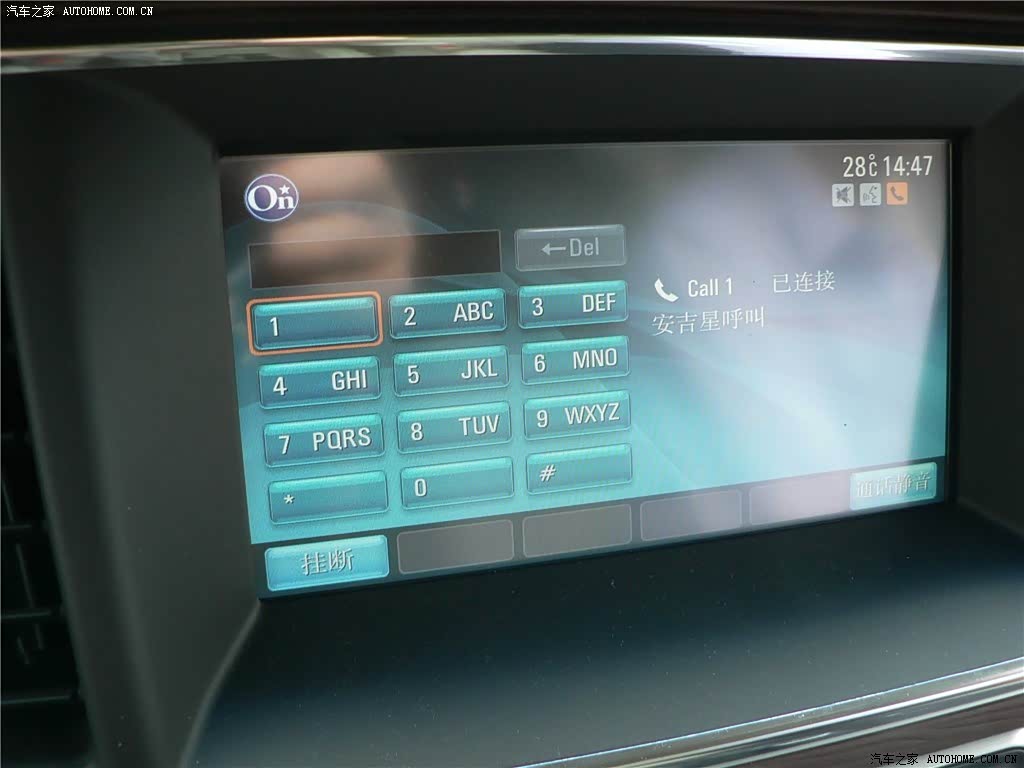 汽车之家 AUTOHOME.COM.CN
28℃ 14:47
On
←Del
1
2 ABC
3 DEF
Call 1 已连接
安吉星呼叫
4 GHI
5 JKL
6 MNO
7 PQRS
8 TUV
9 WXYZ
*
0
#
通话静音
挂断
汽车之家 AUTOHOME.COM.CN